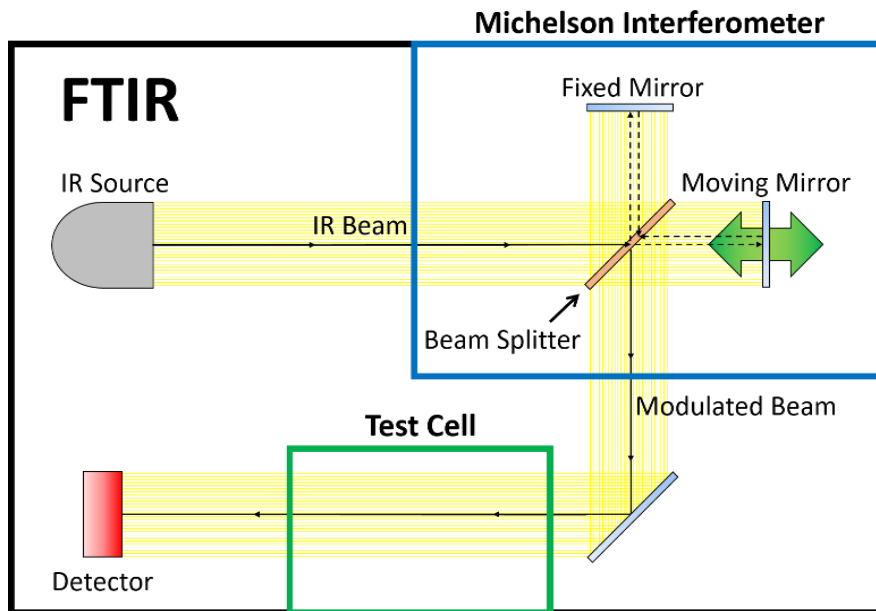 Michelson Interferometer
FTIR
Fixed Mirror
IR Source
Moving Mirror
IR Beam
Beam Splitter
Modulated Beam
Test Cell
Detector